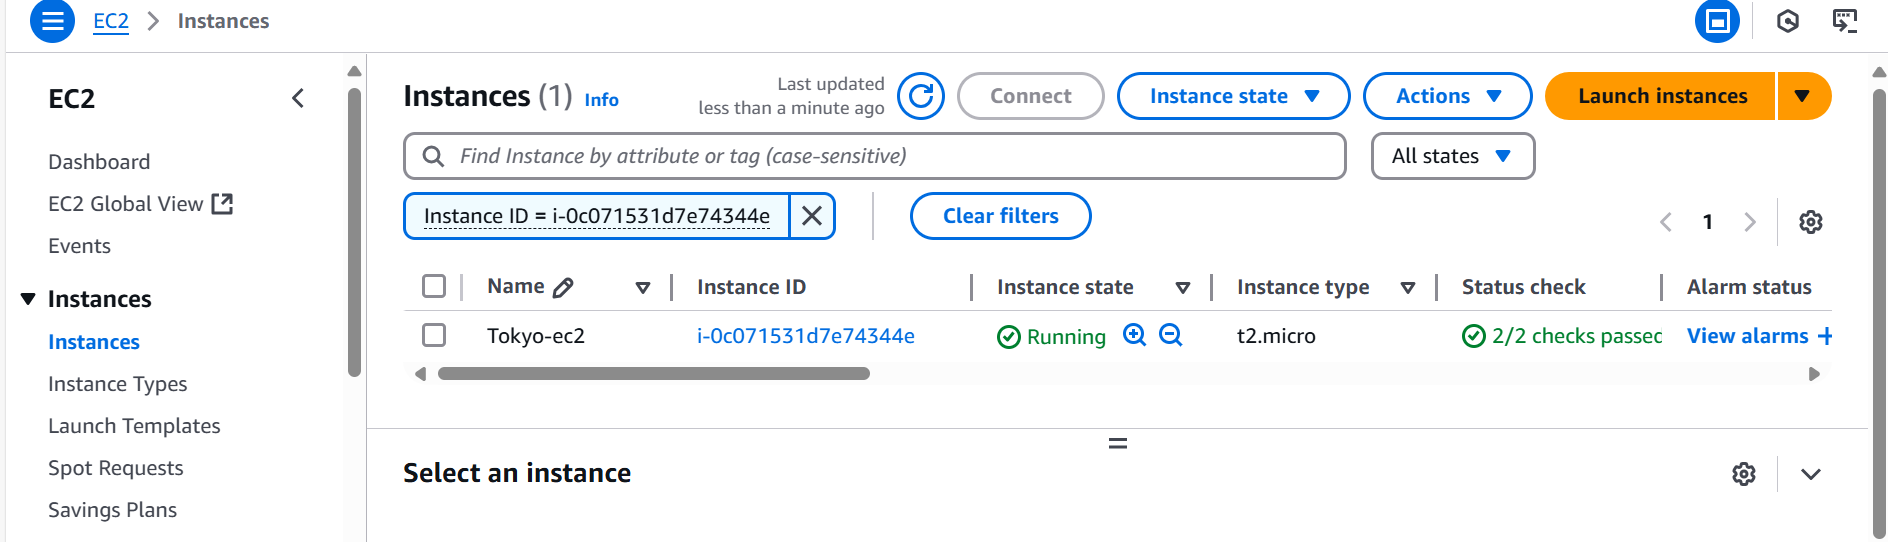 EC2 > Instances
EC2
Dashboard
EC2 Global View
Events
Instances
Instances
Instance Types
Launch Templates
Spot Requests
Savings Plans
Instances (1) Info
Last updated
less than a minute ago
Connect
Instance state
Actions
Launch instances
Find Instance by attribute or tag (case-sensitive)
All states
Instance ID = i-0c071531d7e74344e
Clear filters
1
Name Instance ID Instance state Instance type Status check Alarm status
Tokyo-ec2 i-0c071531d7e74344e Running t2.micro 2/2 checks passed View alarms +
Select an instance